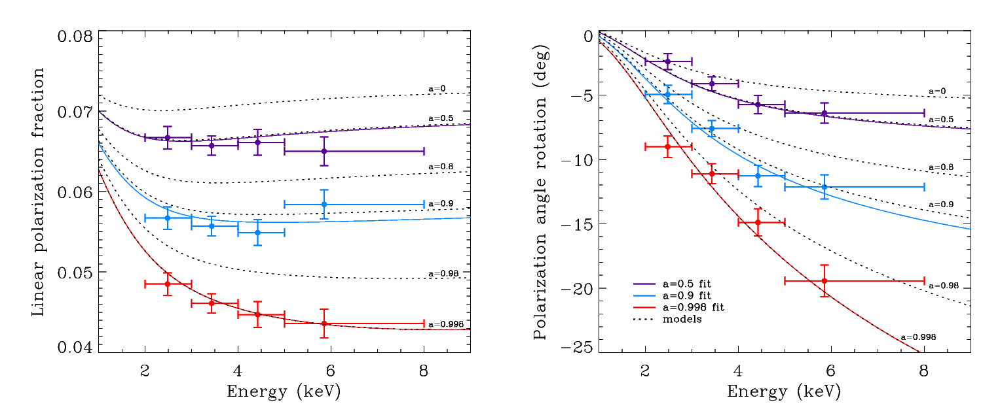 Linear polarization fraction
0.08
0.07
0.06
0.05
0.04
a=0
a=0.5
a=0.8
a=0.9
a=0.98
a=0.998
2 4 6 8
Energy (keV)
Polarization angle rotation (deg)
0
−5
−10
−15
−20
−25
a=0
a=0.5
a=0.8
a=0.9
a=0.98
a=0.998
a=0.5 fit
a=0.9 fit
a=0.998 fit
models
2 4 6 8
Energy (keV)